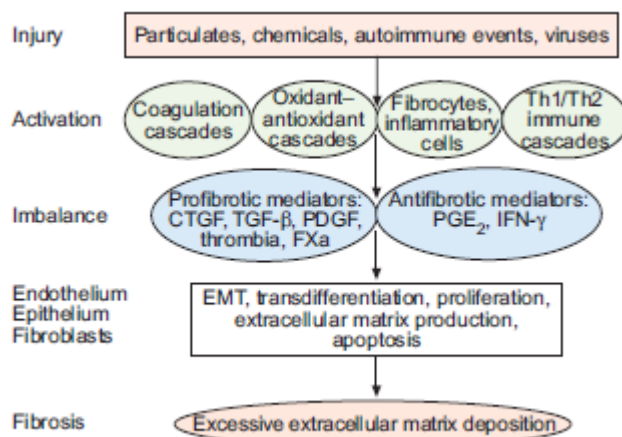 Injury
Particulates, chemicals, autoimmune events, viruses
Activation
Coagulation
cascades
Oxidant–
antioxidant
cascades
Fibrocytes,
inflammatory
cells
Th1/Th2
immune
cascades
Imbalance
Profibrotic mediators:
CTGF, TGF-β, PDGF,
thrombia, FXa
Antifibrotic mediators:
PGE₂, IFN-γ
Endothelium
Epithelium
Fibroblasts
EMT, transdifferentiation, proliferation,
extracellular matrix production,
apoptosis
Fibrosis
Excessive extracellular matrix deposition